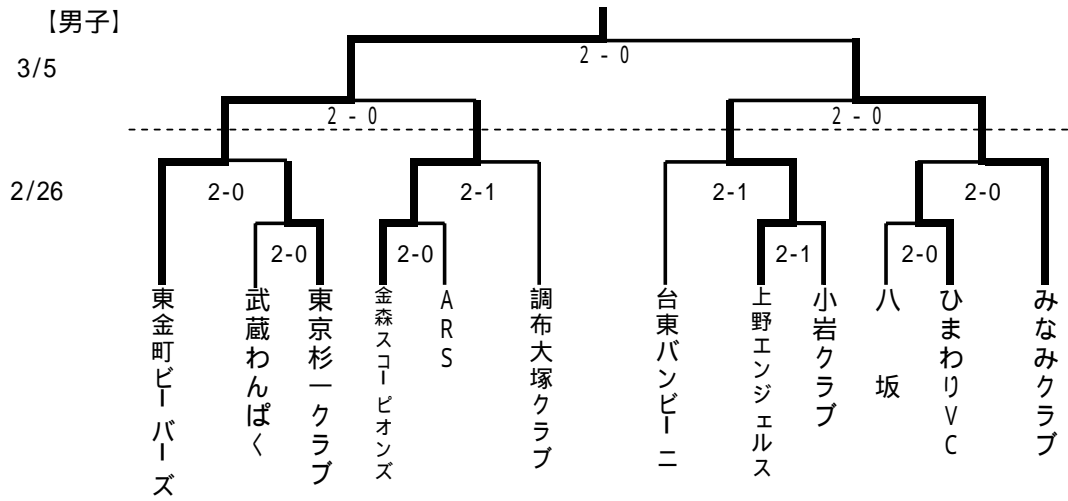 【男子】
2 - 0
3/5
2 - 0
2 - 0
2/26
2-0
2-1
2-1
2-0
2-0
2-0
2-1
2-0
東金町ビーバーズ
武蔵わんぱく
東京杉一クラブ
金森スコーピオンズ
ARS
調布大塚クラブ
台東バンビーニ
上野エンジェルス
小岩クラブ
八坂
ひまわりVC
みなみクラブ